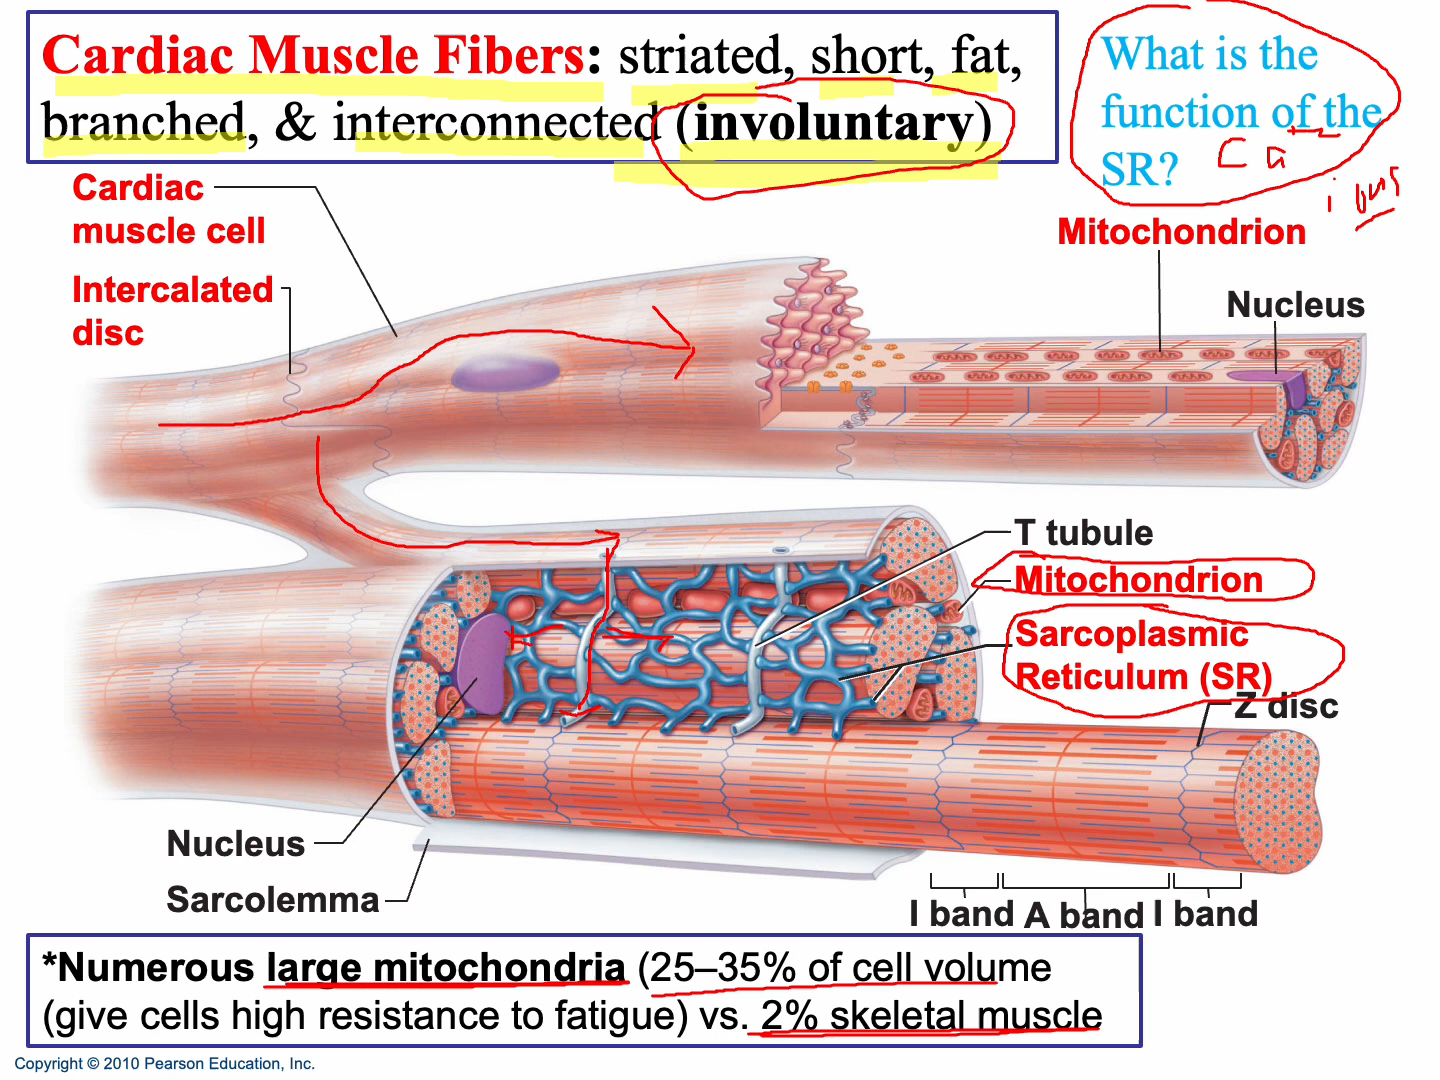 Cardiac Muscle Fibers: striated, short, fat,
branched, & interconnected (involuntary)
What is the
function of the
SR?
Ca
Cardiac
muscle cell
Intercalated
disc
Mitochondrion
Nucleus
T tubule
Mitochondrion
Sarcoplasmic
Reticulum (SR)
Z disc
Nucleus
Sarcolemma
I band A band I band
*Numerous large mitochondria (25–35% of cell volume
(give cells high resistance to fatigue) vs. 2% skeletal muscle
Copyright © 2010 Pearson Education, Inc.